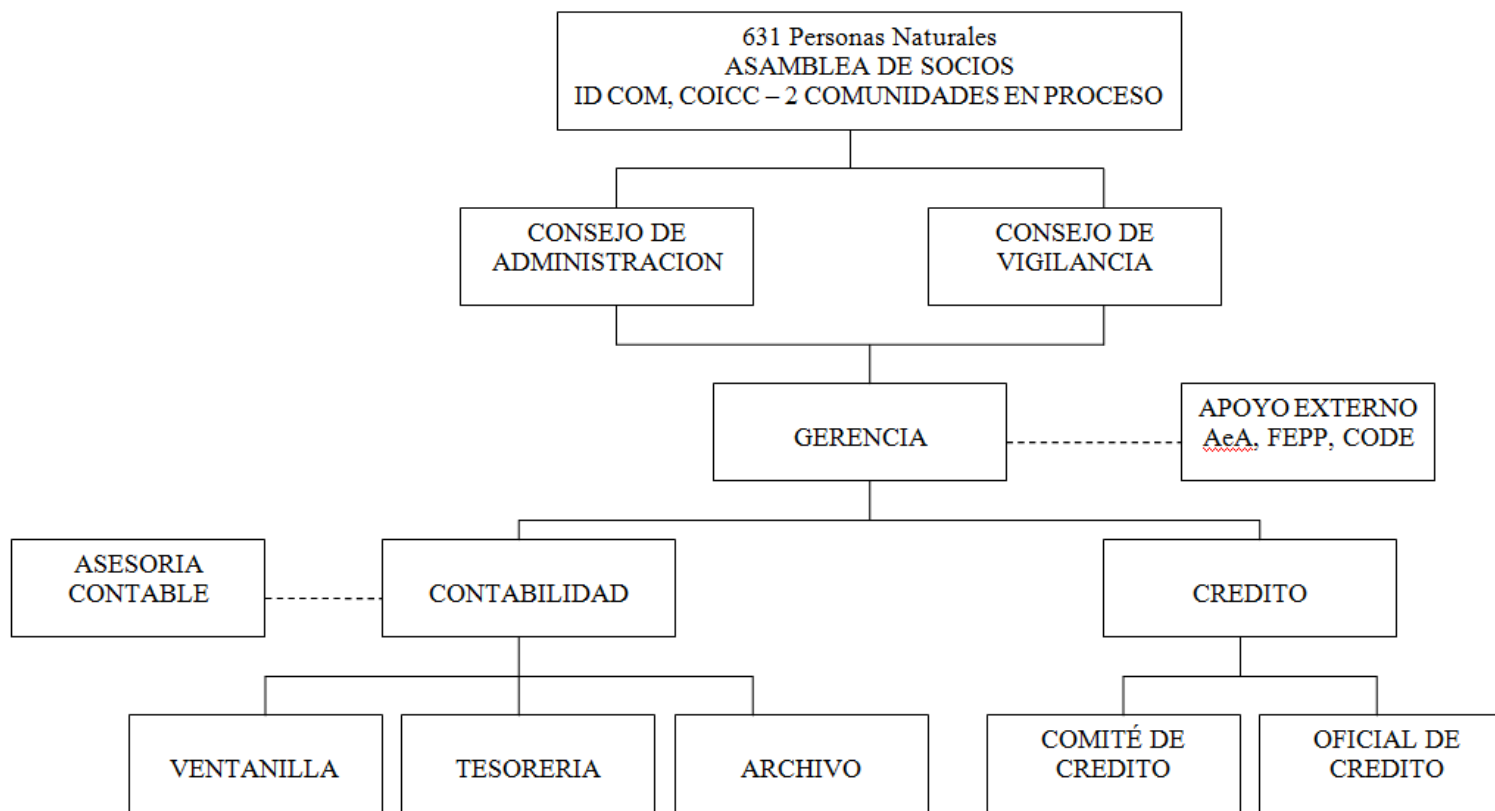 631 Personas Naturales
ASAMBLEA DE SOCIOS
ID COM, COICC – 2 COMUNIDADES EN PROCESO
CONSEJO DE
ADMINISTRACION
CONSEJO DE
VIGILANCIA
GERENCIA
APOYO EXTERNO
AeA, FEPP, CODE
ASESORIA
CONTABLE
CONTABILIDAD
CREDITO
VENTANILLA
TESORERIA
ARCHIVO
COMITÉ DE
CREDITO
OFICIAL DE
CREDITO